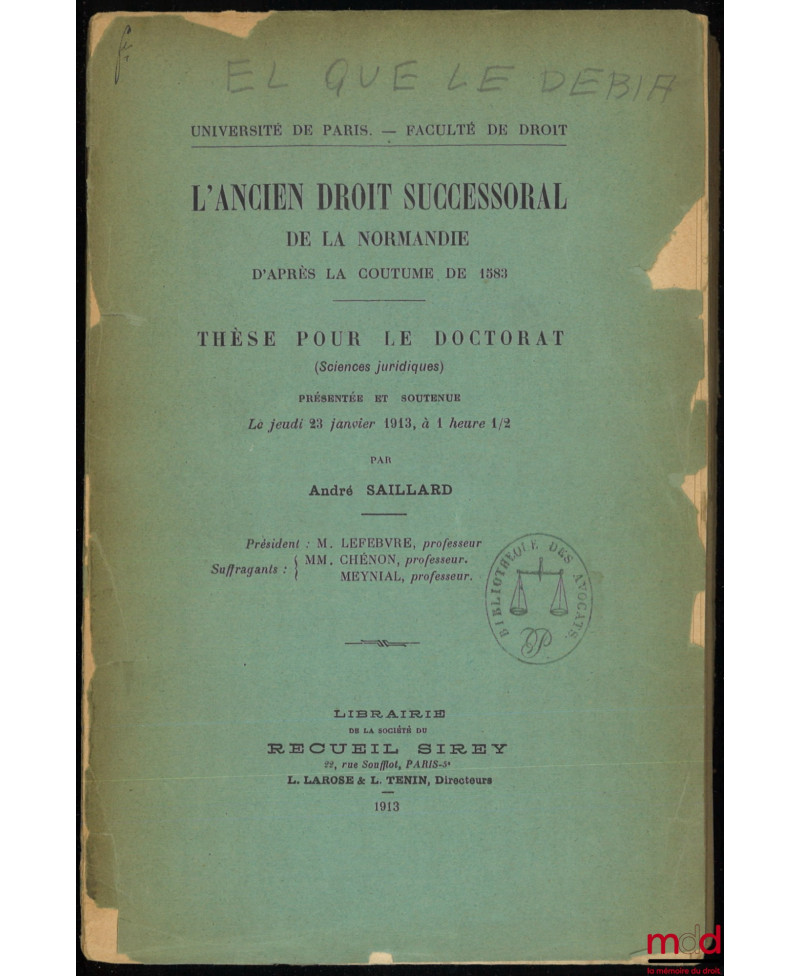 EL QUE LE DEBIA
UNIVERSITÉ DE PARIS. — FACULTÉ DE DROIT
L'ANCIEN DROIT SUCCESSORAL
DE LA NORMANDIE
D'APRÈS LA COUTUME DE 1583
THÈSE POUR LE DOCTORAT
(Sciences juridiques)
PRÉSENTÉE ET SOUTENUE
Le jeudi 23 janvier 1913, à 1 heure 1/2
PAR
André SAILLARD
Président : M. LEFEBVRE, professeur
Suffragants : { MM. CHÉNON, professeur.
MEYNIAL, professeur.
BIBLIOTHEQUE DES AVOCATS.
LIBRAIRIE
DE LA SOCIÉTÉ DU
RECUEIL SIREY
22, rue Soufflot, PARIS-5e
L. LAROSE & L. TENIN, Directeurs
1913
mdd
la mémoire du droit